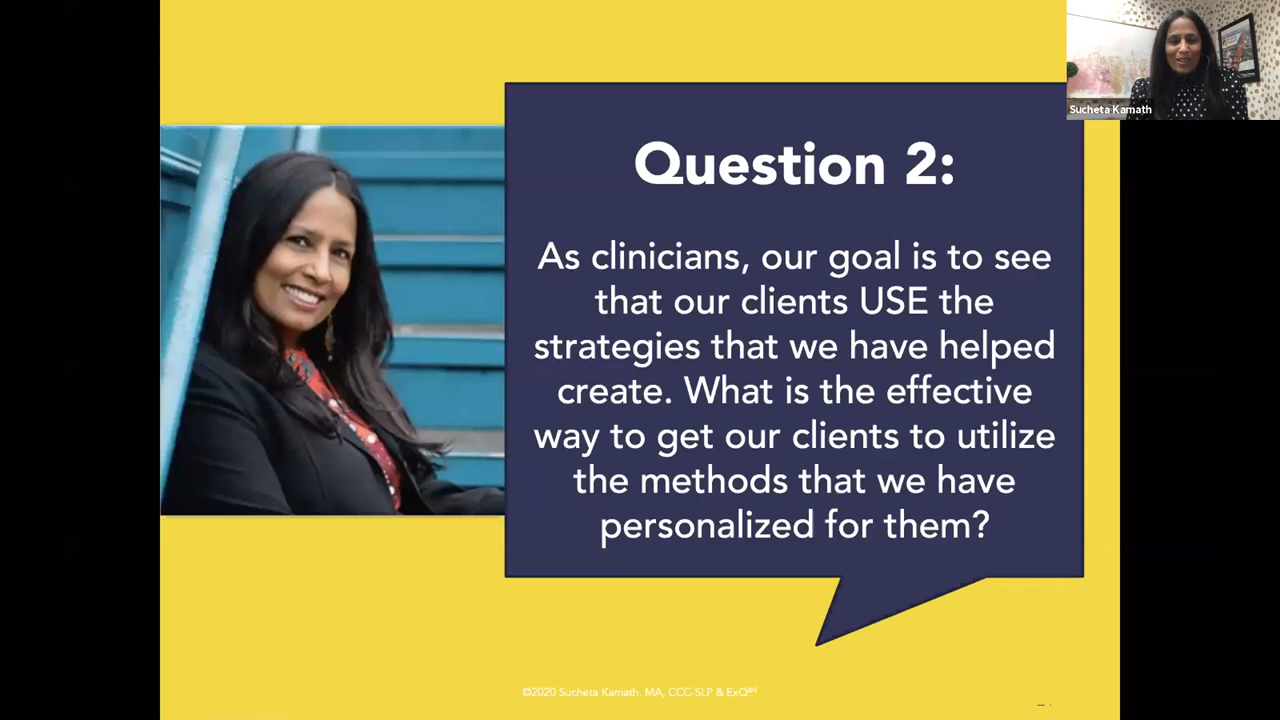 Sucheta Kamath
Question 2:
As clinicians, our goal is to see
that our clients USE the
strategies that we have helped
create. What is the effective
way to get our clients to utilize
the methods that we have
personalized for them?
©2020 Sucheta Kamath, MA, CCC-SLP & ExQ℠